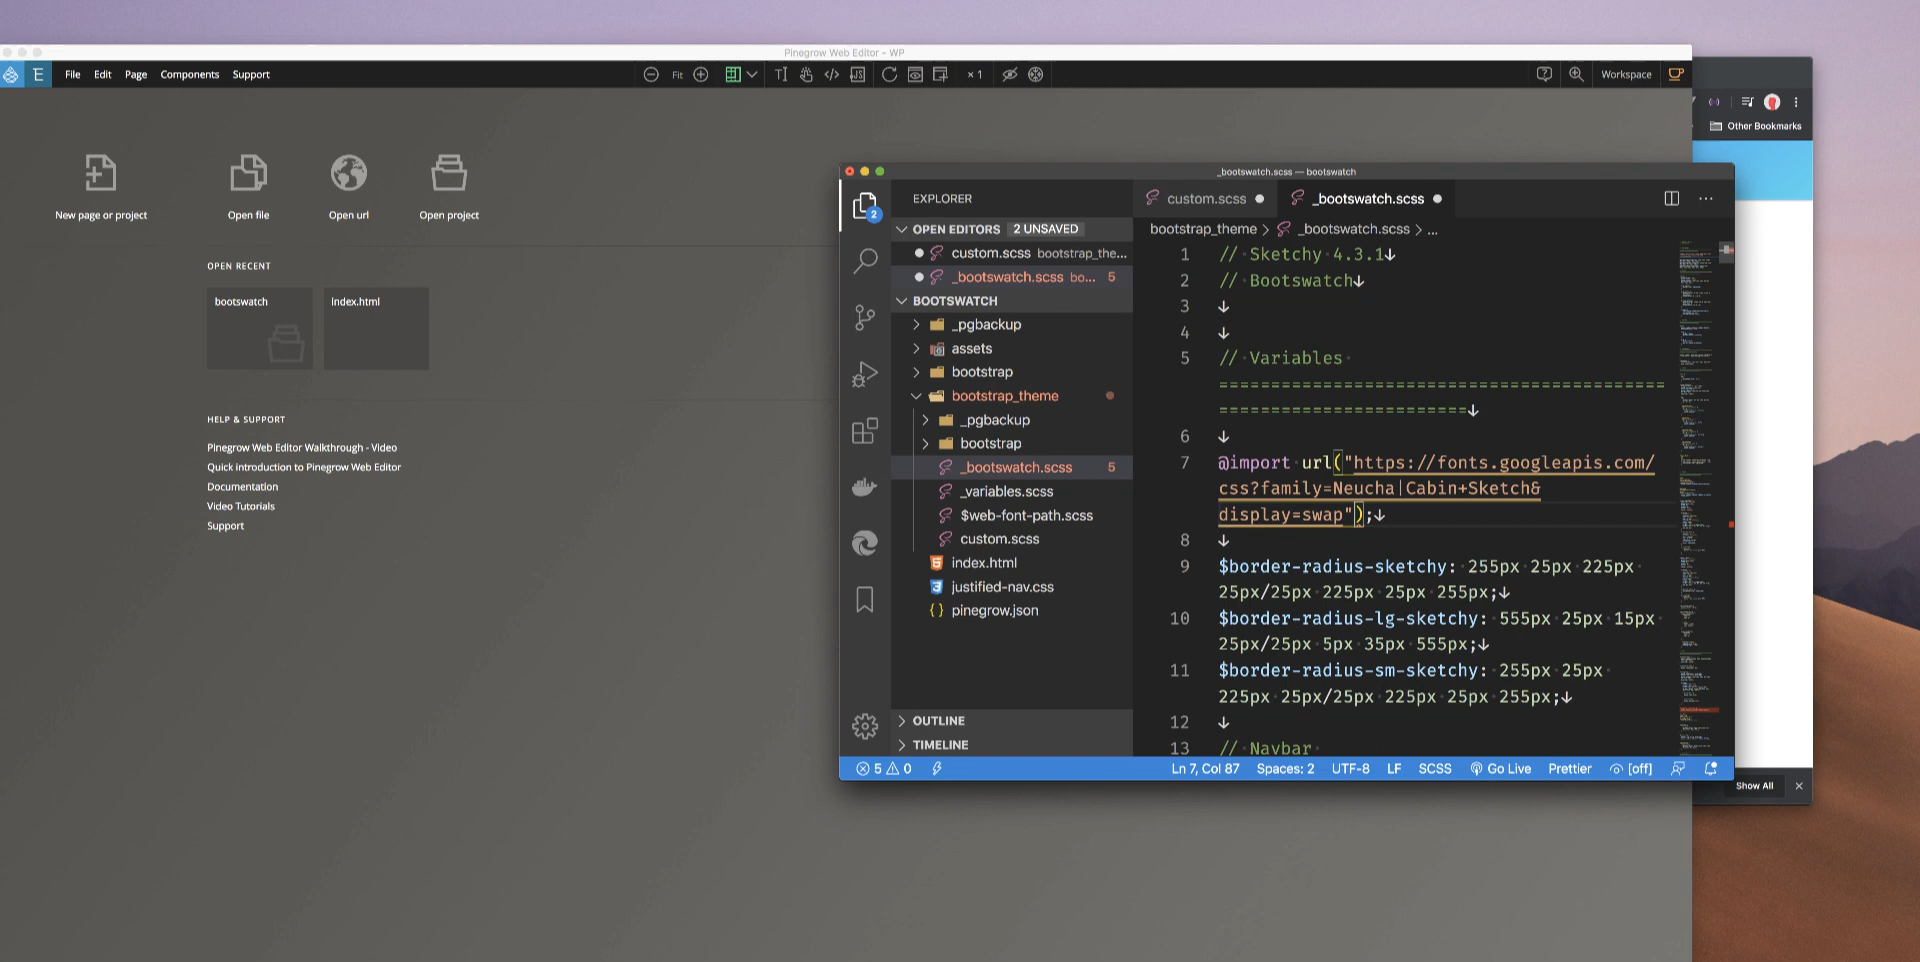 Pinegrow Web Editor – WP
E File Edit Page Components Support Fit x 1 Workspace
Other Bookmarks
New page or project Open file Open url Open project
OPEN RECENT
bootswatch index.html
HELP & SUPPORT
Pinegrow Web Editor Walkthrough - Video
Quick introduction to Pinegrow Web Editor
Documentation
Video Tutorials
Support
_bootswatch.scss — bootswatch
2
EXPLORER
OPEN EDITORS 2 UNSAVED
custom.scss bootstrap_the...
_bootswatch.scss bo... 5
BOOTSWATCH
_pgbackup
assets
bootstrap
bootstrap_theme
_pgbackup
bootstrap
_bootswatch.scss 5
_variables.scss
$web-font-path.scss
custom.scss
index.html
justified-nav.css
pinegrow.json
OUTLINE
TIMELINE
custom.scss ● _bootswatch.scss ●
bootstrap_theme > _bootswatch.scss > ...
1 // Sketchy 4.3.1↓
2 // Bootswatch↓
3 ↓
4 ↓
5 // Variables
===========================================
========================↓
6 ↓
7 @import url("https://fonts.googleapis.com/
css?family=Neucha|Cabin+Sketch&
display=swap");↓
8 ↓
9 $border-radius-sketchy: 255px 25px 225px
25px/25px 225px 25px 255px;↓
10 $border-radius-lg-sketchy: 555px 25px 15px
25px/25px 5px 35px 555px;↓
11 $border-radius-sm-sketchy: 255px 25px
225px 25px/25px 225px 25px 255px;↓
12 ↓
13 // Navbar
5 0 Ln 7, Col 87 Spaces: 2 UTF-8 LF SCSS Go Live Prettier [off]
Show All